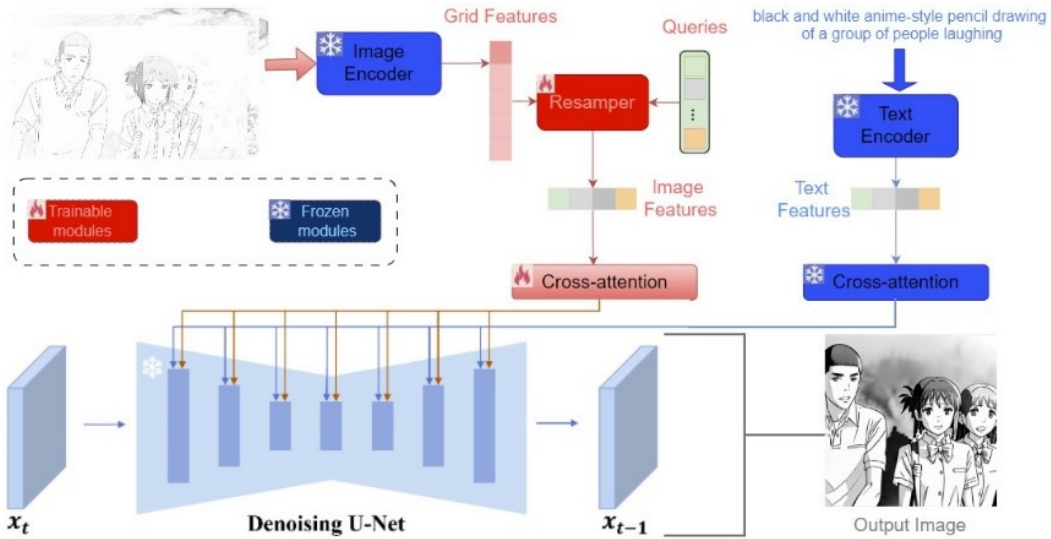 Grid Features
Queries
black and white anime-style pencil drawing
of a group of people laughing
Image
Encoder
Resamper
Text
Encoder
Image
Features
Text
Features
Trainable
modules
Frozen
modules
Cross-attention
Cross-attention
x_t
Denoising U-Net
x_{t-1}
Output Image